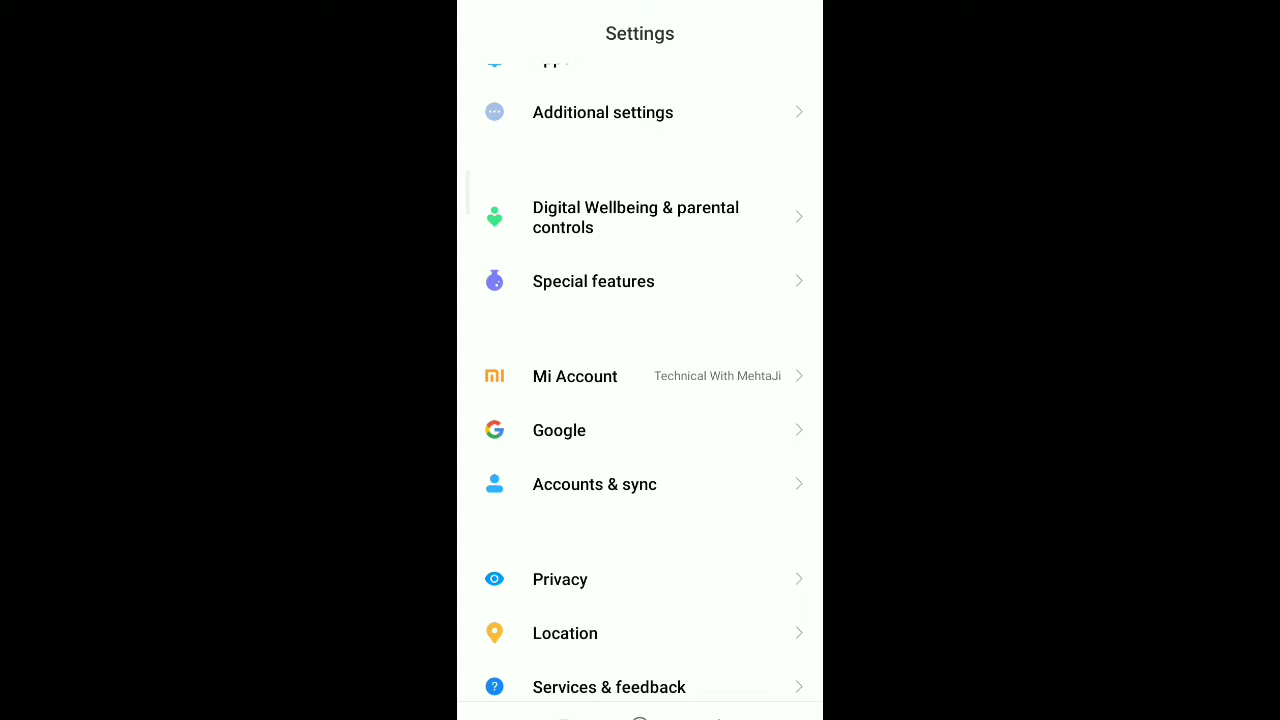 Settings
Additional settings
Digital Wellbeing & parental
controls
Special features
Mi Account Technical With MehtaJi
Google
Accounts & sync
Privacy
Location
Services & feedback